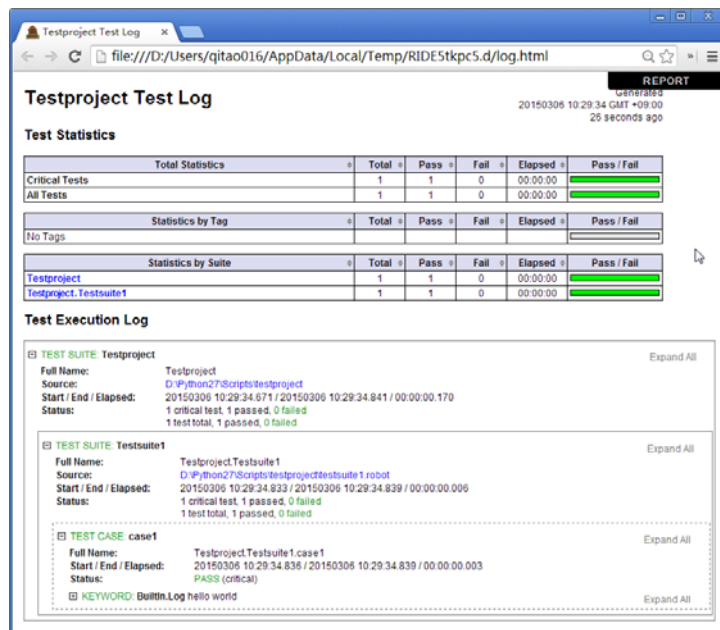 Testproject Test Log
file:///D:/Users/qitao016/AppData/Local/Temp/RIDE5tkpc5.d/log.html
REPORT
Testproject Test Log
Generated
20150306 10:29:34 GMT +09:00
26 seconds ago
Test Statistics
Total Statistics Total Pass Fail Elapsed Pass / Fail
Critical Tests 1 1 0 00:00:00
All Tests 1 1 0 00:00:00
Statistics by Tag Total Pass Fail Elapsed Pass / Fail
No Tags
Statistics by Suite Total Pass Fail Elapsed Pass / Fail
Testproject 1 1 0 00:00:00
Testproject.Testsuite1 1 1 0 00:00:00
Test Execution Log
TEST SUITE: Testproject Expand All
Full Name: Testproject
Source: D:\Python27\Scripts\testproject
Start / End / Elapsed: 20150306 10:29:34.671 / 20150306 10:29:34.841 / 00:00:00.170
Status: 1 critical test, 1 passed, 0 failed
1 test total, 1 passed, 0 failed
TEST SUITE: Testsuite1 Expand All
Full Name: Testproject.Testsuite1
Source: D:\Python27\Scripts\testproject\testsuite1.robot
Start / End / Elapsed: 20150306 10:29:34.833 / 20150306 10:29:34.839 / 00:00:00.006
Status: 1 critical test, 1 passed, 0 failed
1 test total, 1 passed, 0 failed
TEST CASE: case1 Expand All
Full Name: Testproject.Testsuite1.case1
Start / End / Elapsed: 20150306 10:29:34.836 / 20150306 10:29:34.839 / 00:00:00.003
Status: PASS (critical)
KEYWORD: BuiltIn.Log hello world Expand All